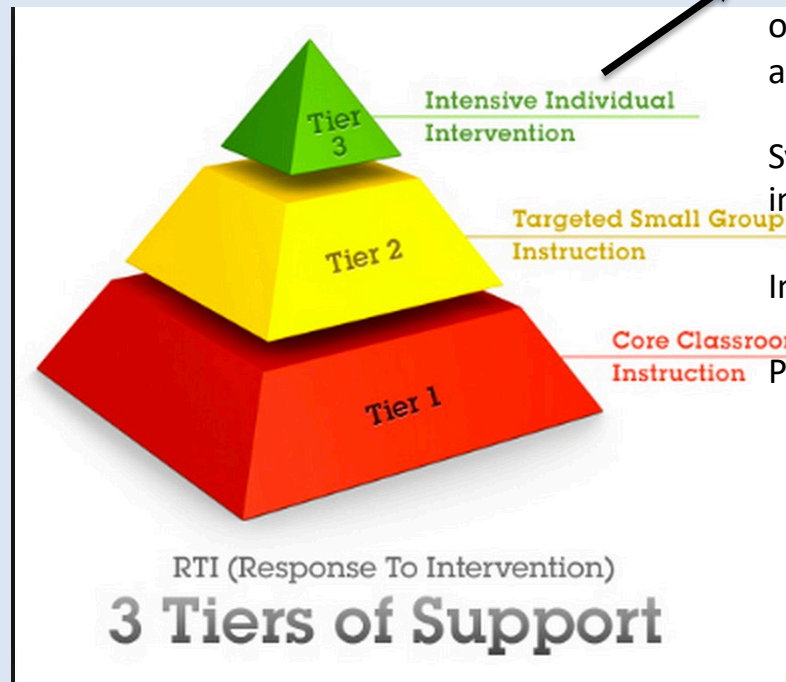 Tier
3
Intensive Individual
Intervention
Tier 2
Targeted Small Group
Instruction
Tier 1
Core
Instruction
RTI (Response To Intervention)
3 Tiers of Support